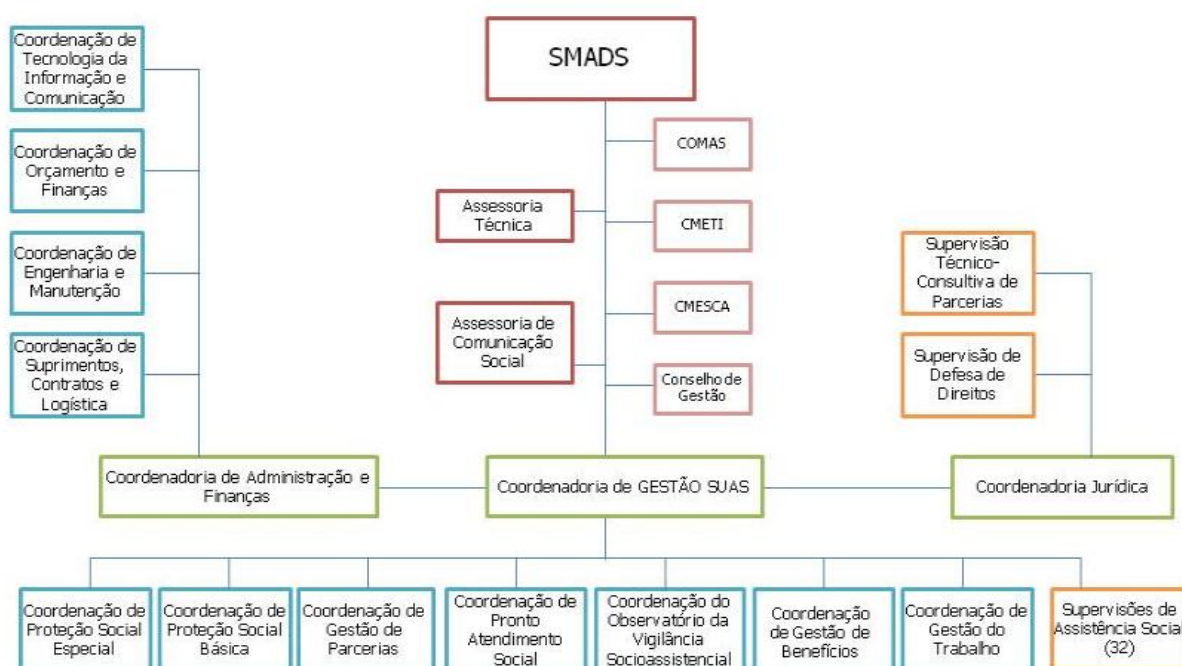 SMADS
COMAS
Assessoria
Técnica
CMETI
CMESCA
Assessoria de
Comunicação
Social
Conselho de
Gestão
Coordenação de
Tecnologia da
Informação e
Comunicação
Coordenação de
Orçamento e
Finanças
Coordenação de
Engenharia e
Manutenção
Coordenação de
Suprimentos,
Contratos e
Logística
Supervisão
Técnico-
Consultiva de
Parcerias
Supervisão de
Defesa de
Direitos
Coordenadoria de Administração e
Finanças
Coordenadoria de GESTÃO SUAS
Coordenadoria Jurídica
Coordenação de
Proteção Social
Especial
Coordenação de
Proteção Social
Básica
Coordenação de
Gestão de
Parcerias
Coordenação de
Pronto
Atendimento
Social
Coordenação do
Observatório da
Vigilância
Socioassistencial
Coordenação
de Gestão de
Benefícios
Coordenação de
Gestão do
Trabalho
Supervisões de
Assistência Social
(32)